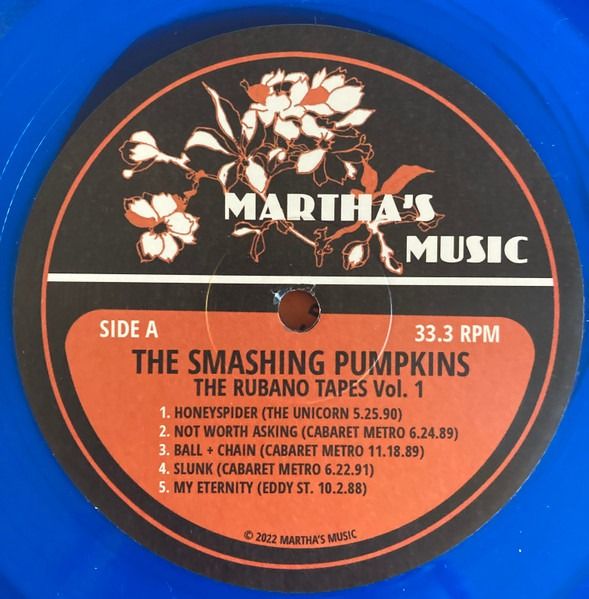 MARTHA'S
MUSIC
SIDE A
33.3 RPM
THE SMASHING PUMPKINS
THE RUBANO TAPES Vol. 1
1. HONEYSPIDER (THE UNICORN 5.25.90)
2. NOT WORTH ASKING (CABARET METRO 6.24.89)
3. BALL + CHAIN (CABARET METRO 11.18.89)
4. SLUNK (CABARET METRO 6.22.91)
5. MY ETERNITY (EDDY ST. 10.2.88)
© 2022 MARTHA'S MUSIC